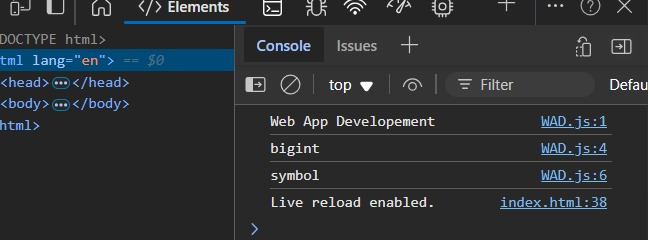 Elements
DOCTYPE html>
tml lang="en"> == $0
<head>…</head>
<body>…</body>
html>
Console Issues
top Filter Defau
Web App Developement WAD.js:1
bigint WAD.js:4
symbol WAD.js:6
Live reload enabled. index.html:38